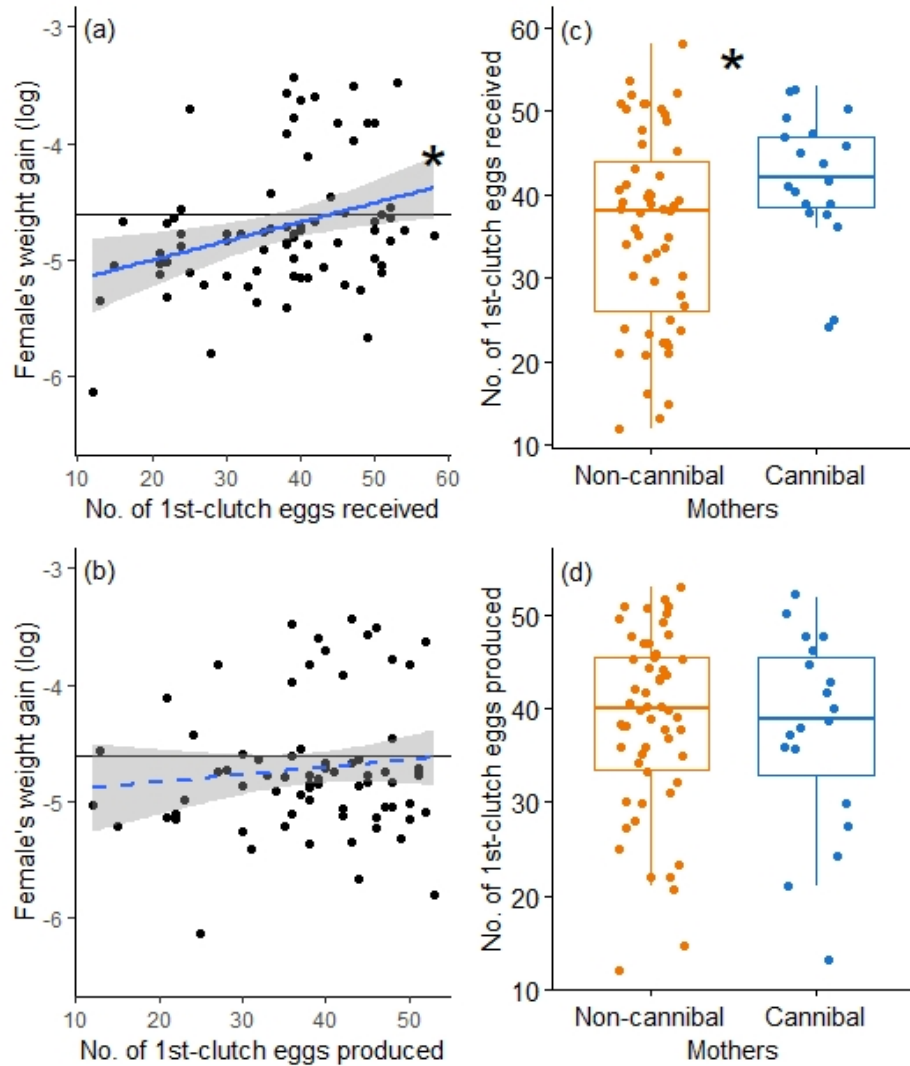 (a)
Female's weight gain (log)
-3
-4
-5
-6
*
10 20 30 40 50 60
No. of 1st-clutch eggs received
(c)
No. of 1st-clutch eggs received
60
50
40
30
20
10
*
Non-cannibal Cannibal
Mothers
(b)
Female's weight gain (log)
-3
-4
-5
-6
10 20 30 40 50
No. of 1st-clutch eggs produced
(d)
No. of 1st-clutch eggs produced
50
40
30
20
10
Non-cannibal Cannibal
Mothers